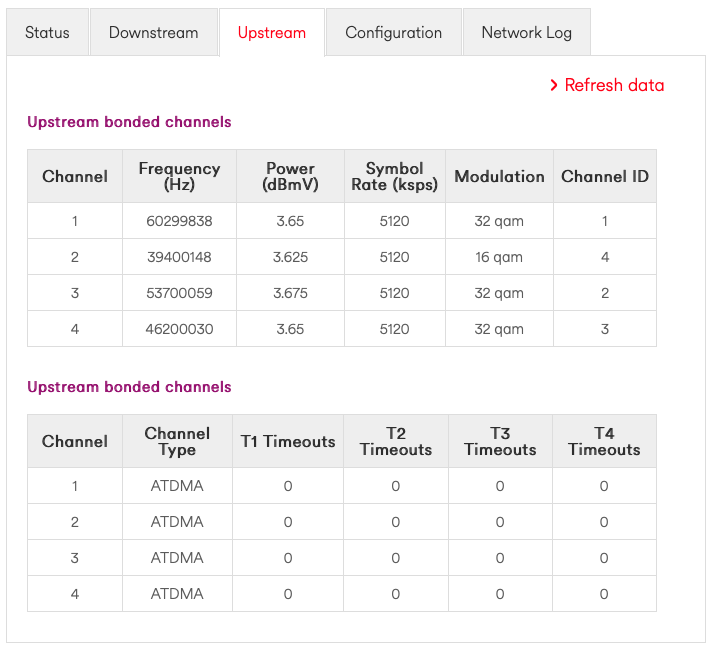 Status Downstream Upstream Configuration Network Log
Refresh data
Upstream bonded channels
Channel Frequency (Hz) Power (dBmV) Symbol Rate (ksps) Modulation Channel ID
1 60299838 3.65 5120 32 qam 1
2 39400148 3.625 5120 16 qam 4
3 53700059 3.675 5120 32 qam 2
4 46200030 3.65 5120 32 qam 3
Upstream bonded channels
Channel Channel Type T1 Timeouts T2 Timeouts T3 Timeouts T4 Timeouts
1 ATDMA 0 0 0 0
2 ATDMA 0 0 0 0
3 ATDMA 0 0 0 0
4 ATDMA 0 0 0 0